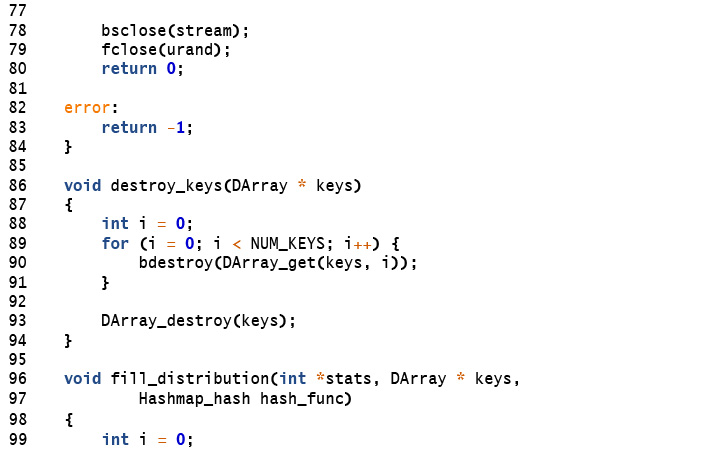 77
78        bsclose(stream);
79        fclose(urand);
80        return 0;
81
82    error:
83        return -1;
84    }
85
86    void destroy_keys(DArray * keys)
87    {
88        int i = 0;
89        for (i = 0; i < NUM_KEYS; i++) {
90            bdestroy(DArray_get(keys, i));
91        }
92
93        DArray_destroy(keys);
94    }
95
96    void fill_distribution(int *stats, DArray * keys,
97            Hashmap_hash hash_func)
98    {
99        int i = 0;